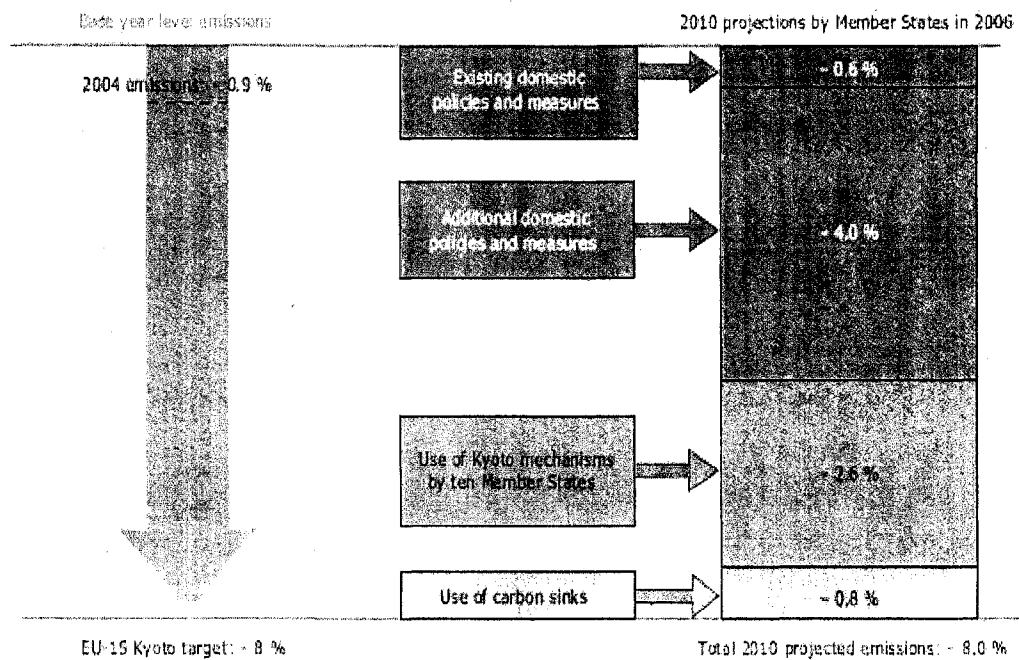 Base year level emissions
2010 projections by Member States in 2006
2004 emissions: - 0.9 %
Existing domestic
policies and measures
- 0.6 %
Additional domestic
policies and measures
- 4.0 %
Use of Kyoto mechanisms
by ten Member States
- 2.6 %
Use of carbon sinks
- 0.8 %
EU-15 Kyoto target: - 8 %
Total 2010 projected emissions: - 8.0 %